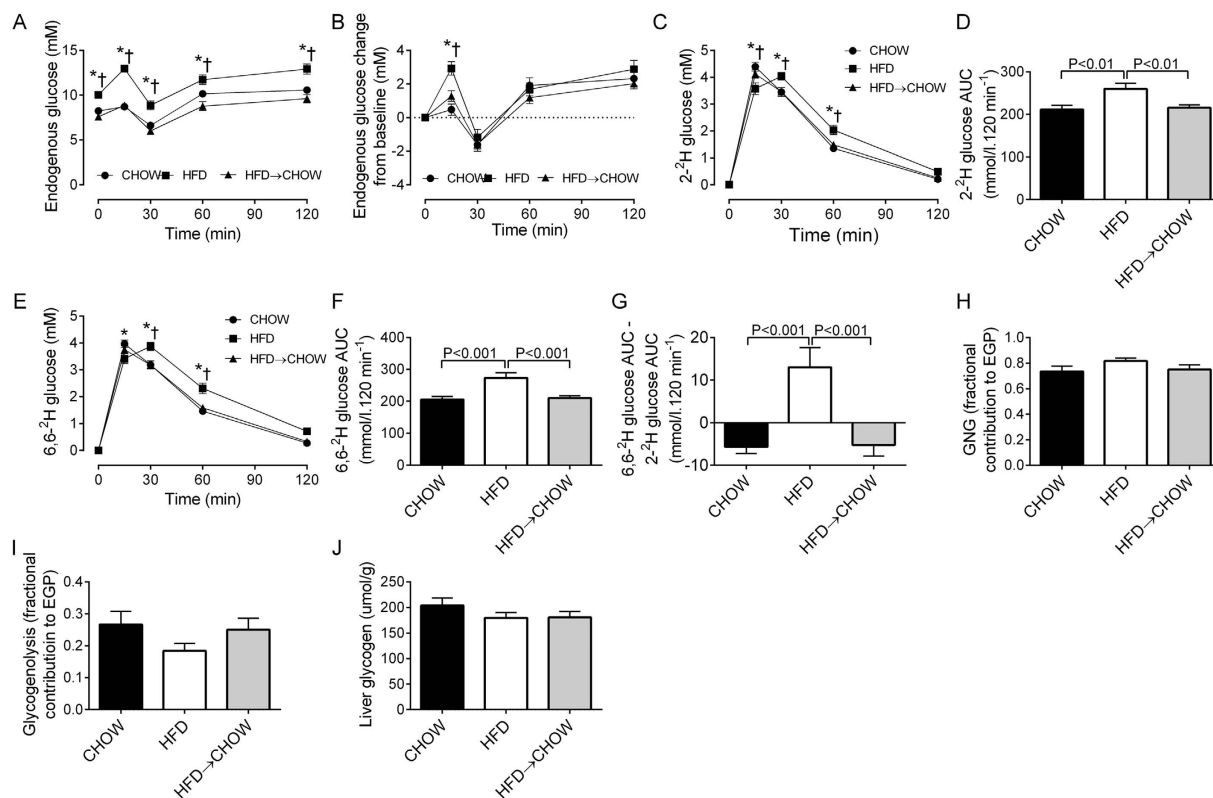 A
Endogenous glucose (mM)
15
10
5
0
*† *† *† *† *†
CHOW HFD HFD→CHOW
0 30 60 90 120
Time (min)
B
Endogenous glucose change
from baseline (mM)
4
2
0
-2
-4
*†
CHOW HFD HFD→CHOW
0 30 60 90 120
Time (min)
C
2-²H glucose (mM)
5
4
3
2
1
0
*† *† *†
CHOW
HFD
HFD→CHOW
0 30 60 90 120
Time (min)
D
2-²H glucose AUC
(mmol/l.120 min⁻¹)
300
200
100
0
P<0.01 P<0.01
CHOW
HFD
HFD→CHOW
E
6,6-²H glucose (mM)
5
4
3
2
1
0
* *† *†
CHOW
HFD
HFD→CHOW
0 30 60 90 120
Time (min)
F
6,6-²H glucose AUC
(mmol/l.120 min⁻¹)
400
300
200
100
0
P<0.001 P<0.001
CHOW
HFD
HFD→CHOW
G
6,6-²H glucose AUC -
2-²H glucose AUC
(mmol/l.120 min⁻¹)
20
10
0
-10
P<0.001 P<0.001
CHOW
HFD
HFD→CHOW
H
GNG (fractional
contribution to EGP)
1.0
0.8
0.6
0.4
0.2
0.0
CHOW
HFD
HFD→CHOW
I
Glycogenolysis (fractional
contributioin to EGP)
0.4
0.3
0.2
0.1
0.0
CHOW
HFD
HFD→CHOW
J
Liver glycogen (umol/g)
250
200
150
100
50
0
CHOW
HFD
HFD→CHOW